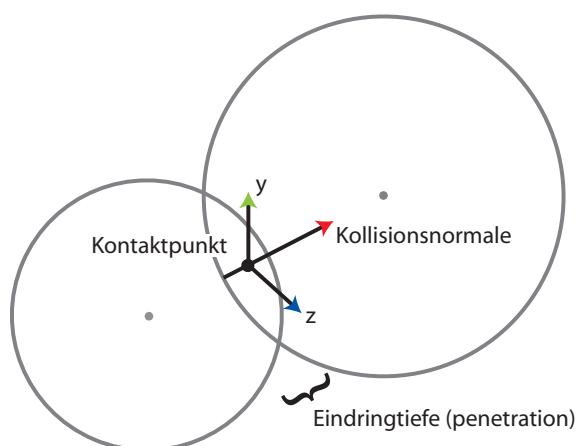 y
Kontaktpunkt
Kollisionsnormale
z
Eindringtiefe (penetration)